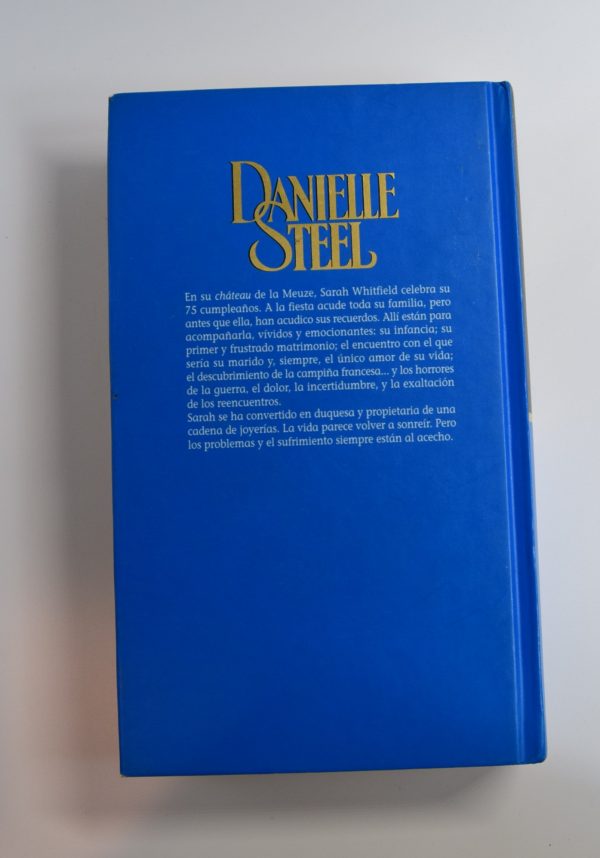 DANIELLE
STEEL
En su château de la Meuze, Sarah Whitfield celebra su
75 cumpleaños. A la fiesta acude toda su familia, pero
antes que ella, han acudico sus recuerdos. Allí están para
acompañarla, vívidos y emocionantes: su infancia; su
primer y frustrado matrimonio; el encuentro con el que
sería su marido y, siempre, el único amor de su vida;
el descubrimiento de la campiña francesa... y los horrores
de la guerra, el dolor, la incertidumbre, y la exaltación
de los reencuentros.
Sarah se ha convertido en duquesa y propietaria de una
cadena de joyerías. La vida parece volver a sonreír. Pero
los problemas y el sufrimiento siempre están al acecho.